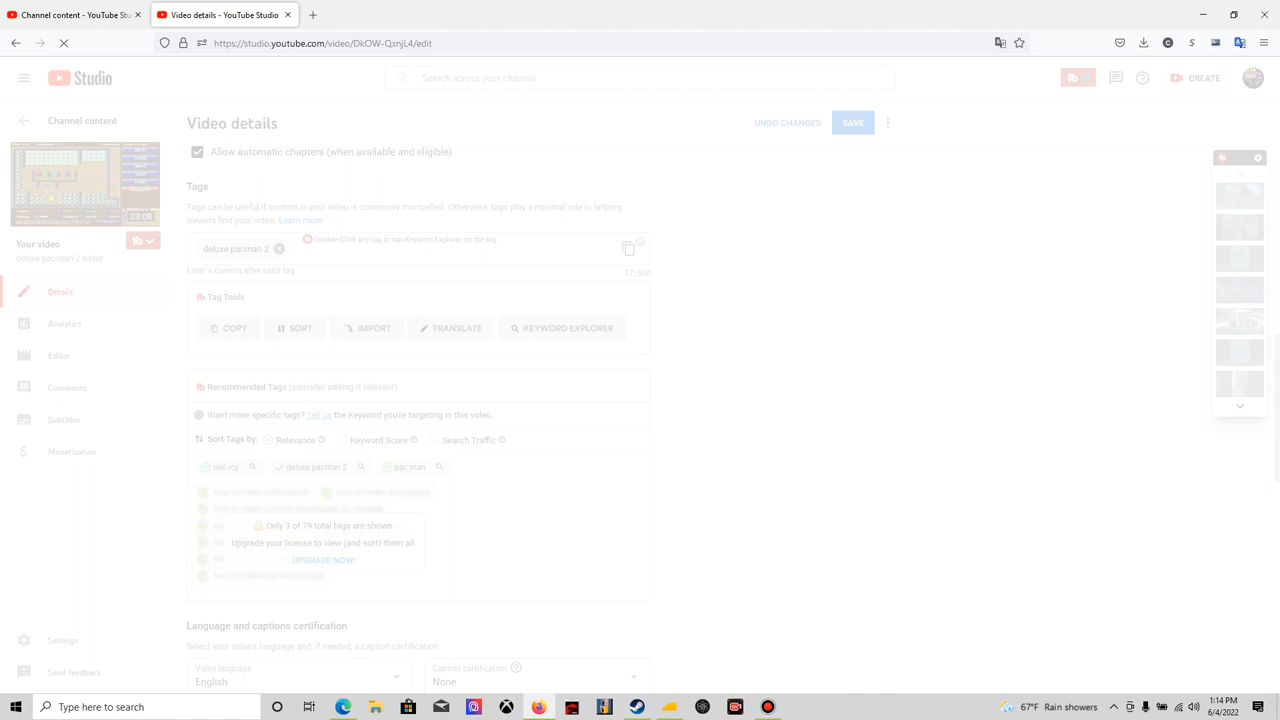 Channel content - YouTube Stu
Video details - YouTube Studio
https://studio.youtube.com/video/DkOW-QxnjL4/edit
Studio
Search across your channel
CREATE
Channel content
Video details
UNDO CHANGES
SAVE
Allow automatic chapters (when available and eligible)
23:08
Your video
deluxe pac-man 2 editor
Details
Analytics
Editor
Comments
Subtitles
Monetisation
Settings
Send feedback
Tags
Tags can be useful if content in your video is commonly misspelled. Otherwise, tags play a minimal role in helping
viewers find your video. Learn more
deluxe pacman 2
Double-Click any tag to run Keyword Explorer on the tag.
Enter a comma after each tag
17/500
Tag Tools
COPY
SORT
IMPORT
TRANSLATE
KEYWORD EXPLORER
Recommended Tags (consider adding if relevant)
Want more specific tags? Tell us the Keyword you're targeting in this video.
Sort Tags by:
Relevance
Keyword Score
Search Traffic
neil roy
deluxe pacman 2
pac man
Only 3 of 79 total tags are shown.
Upgrade your license to view (and sort) them all.
UPGRADE NOW!
Language and captions certification
Select your video's language and, if needed, a caption certification
Video language
English
Caption certification
None
Type here to search
67°F Rain showers
1:14 PM
6/4/2022